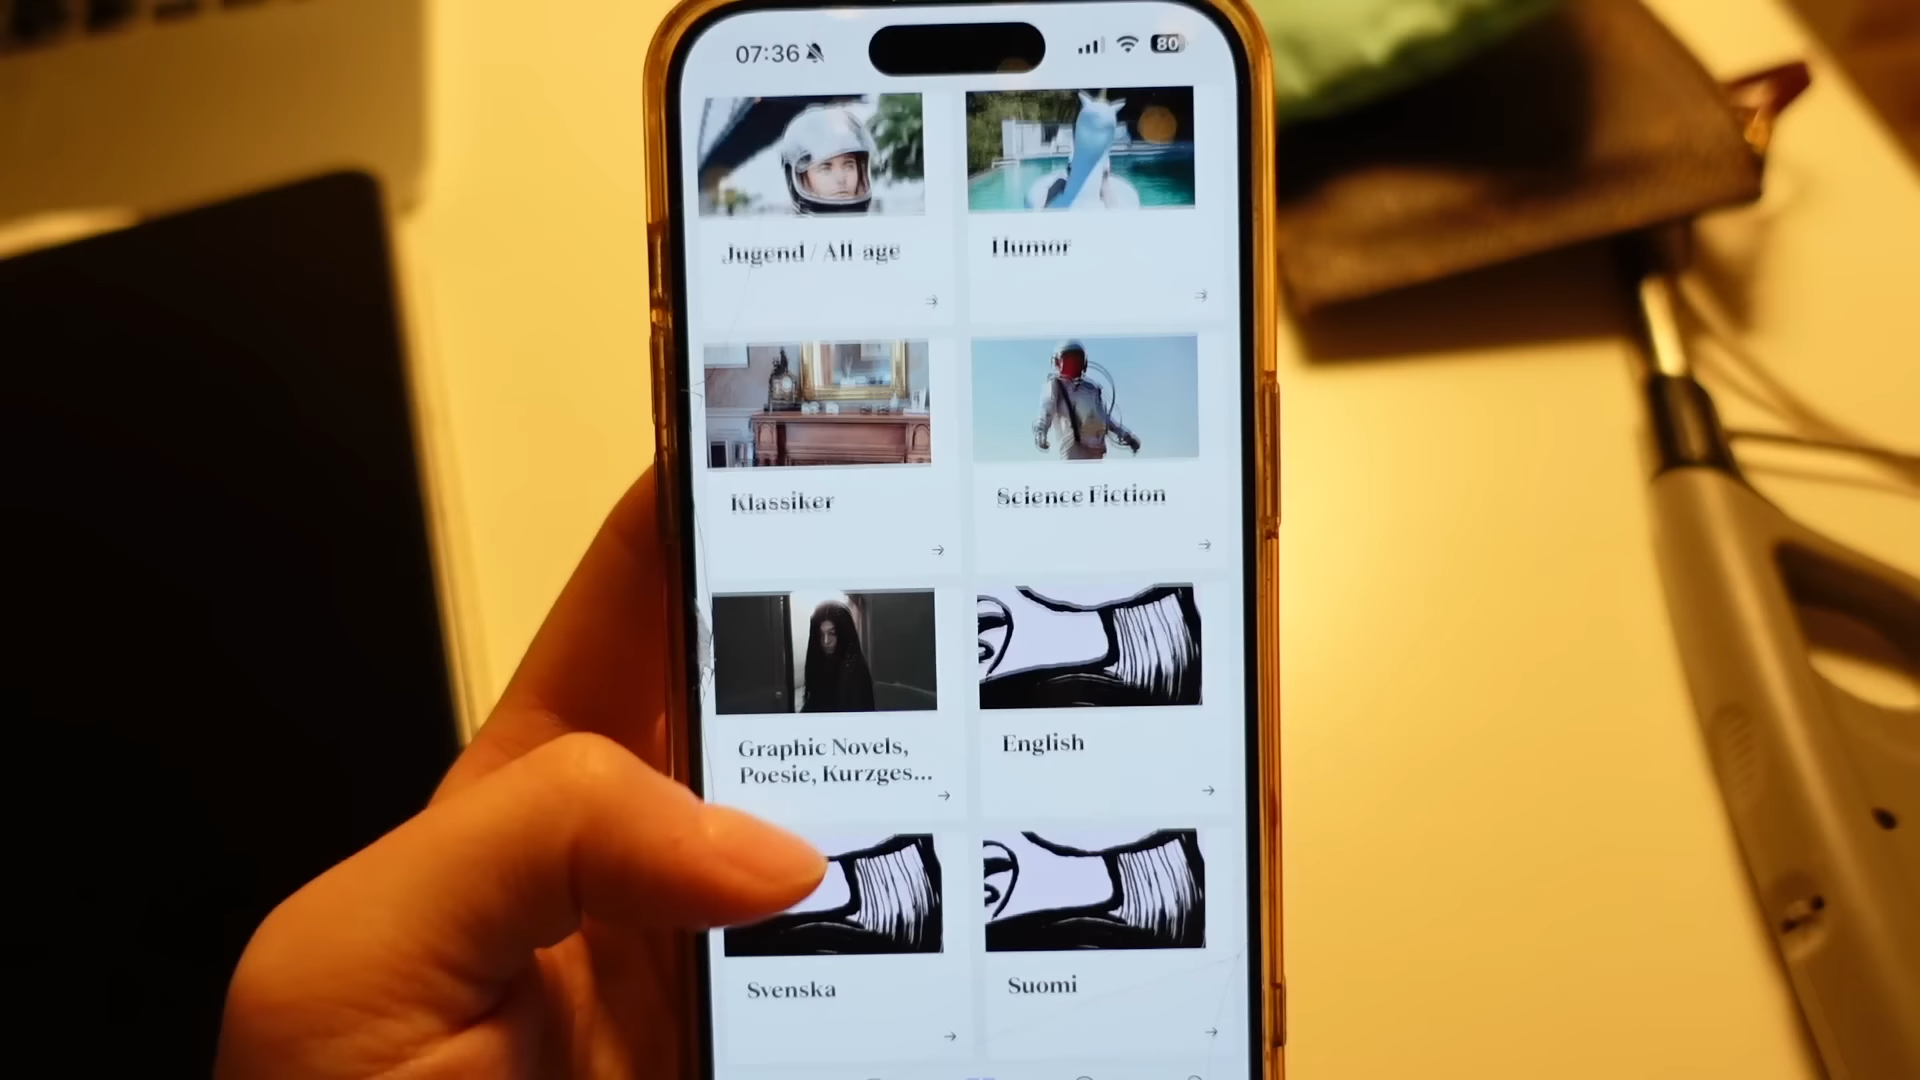 07:36
80
Jugend / All-age
Humor
Klassiker
Science Fiction
Graphic Novels,
Poesie, Kurzges...
English
Svenska
Suomi